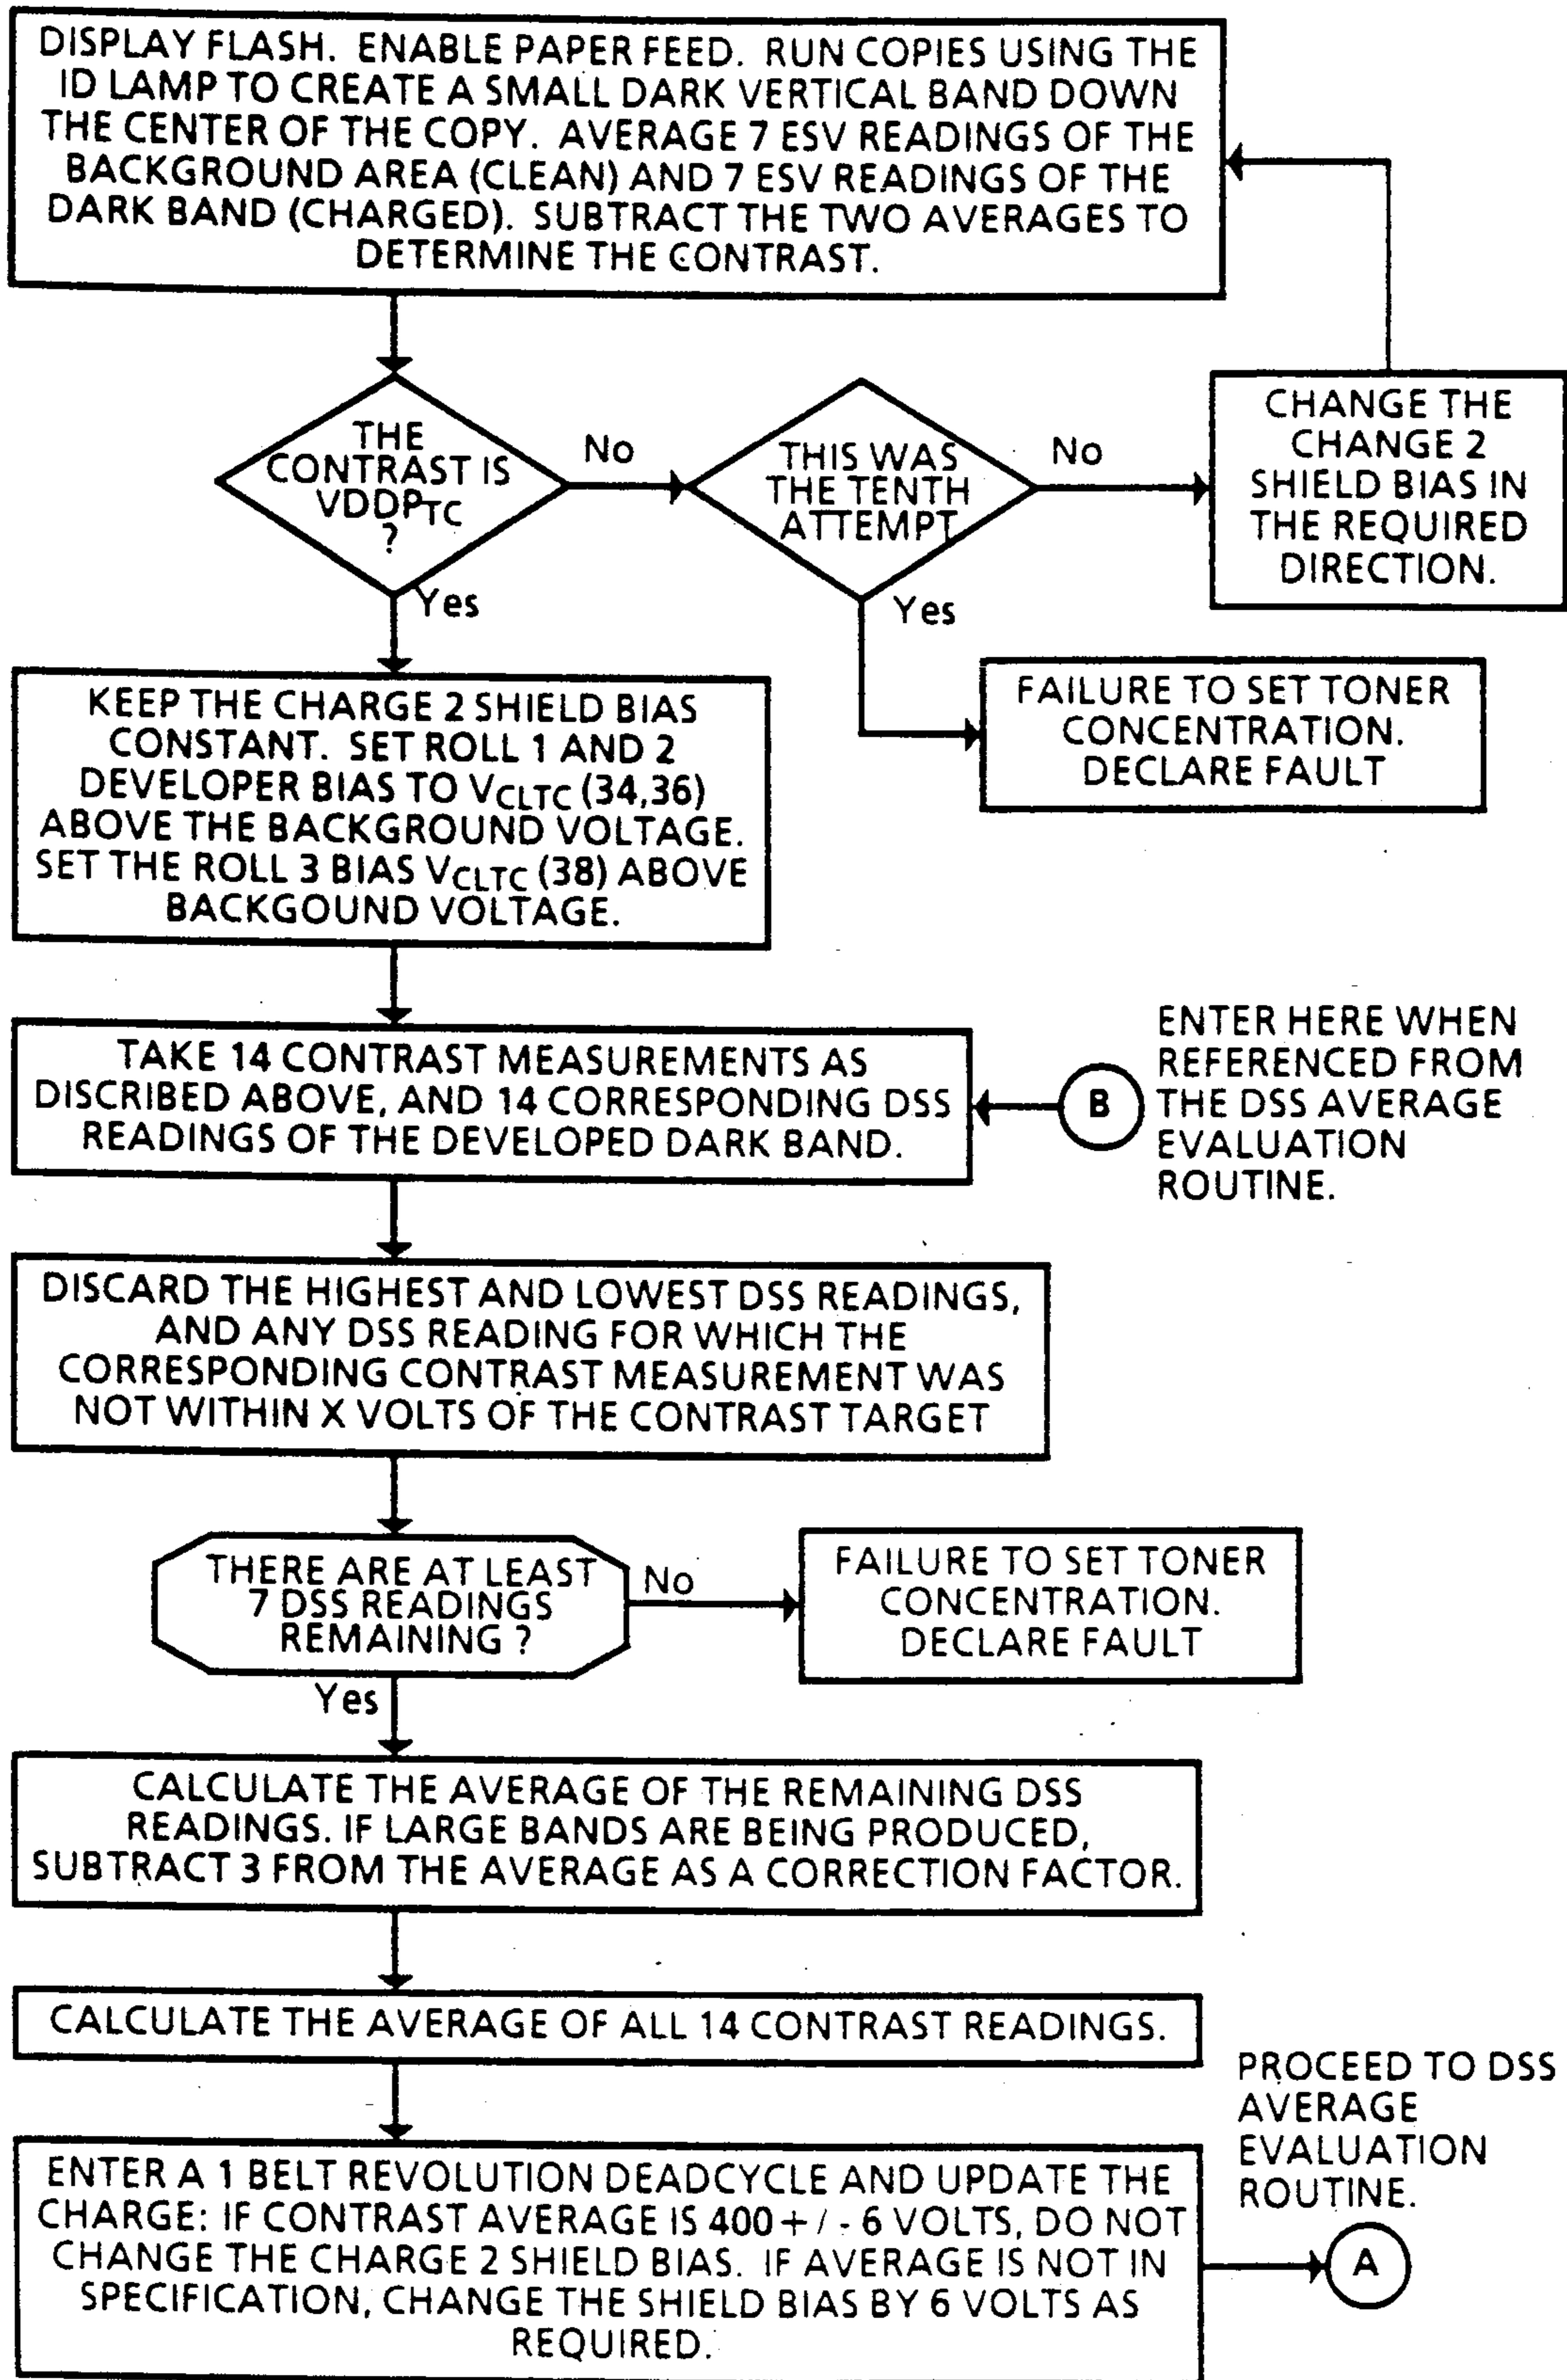 DISPLAY FLASH. ENABLE PAPER FEED. RUN COPIES USING THE
ID LAMP TO CREATE A SMALL DARK VERTICAL BAND DOWN
THE CENTER OF THE COPY. AVERAGE 7 ESV READINGS OF THE
BACKGROUND AREA (CLEAN) AND 7 ESV READINGS OF THE
DARK BAND (CHARGED). SUBTRACT THE TWO AVERAGES TO
DETERMINE THE CONTRAST.
THE
CONTRAST IS
VDDPTC
?
No
THIS WAS
THE TENTH
ATTEMPT
No
CHANGE THE
CHANGE 2
SHIELD BIAS IN
THE REQUIRED
DIRECTION.
Yes
Yes
FAILURE TO SET TONER
CONCENTRATION.
DECLARE FAULT
KEEP THE CHARGE 2 SHIELD BIAS
CONSTANT. SET ROLL 1 AND 2
DEVELOPER BIAS TO VCLTC (34,36)
ABOVE THE BACKGROUND VOLTAGE.
SET THE ROLL 3 BIAS VCLTC (38) ABOVE
BACKGOUND VOLTAGE.
TAKE 14 CONTRAST MEASUREMENTS AS
DISCRIBED ABOVE, AND 14 CORRESPONDING DSS
READINGS OF THE DEVELOPED DARK BAND.
B
ENTER HERE WHEN
REFERENCED FROM
THE DSS AVERAGE
EVALUATION
ROUTINE.
DISCARD THE HIGHEST AND LOWEST DSS READINGS,
AND ANY DSS READING FOR WHICH THE
CORRESPONDING CONTRAST MEASUREMENT WAS
NOT WITHIN X VOLTS OF THE CONTRAST TARGET
THERE ARE AT LEAST
7 DSS READINGS
REMAINING ?
No
FAILURE TO SET TONER
CONCENTRATION.
DECLARE FAULT
Yes
CALCULATE THE AVERAGE OF THE REMAINING DSS
READINGS. IF LARGE BANDS ARE BEING PRODUCED,
SUBTRACT 3 FROM THE AVERAGE AS A CORRECTION FACTOR.
CALCULATE THE AVERAGE OF ALL 14 CONTRAST READINGS.
ENTER A 1 BELT REVOLUTION DEADCYCLE AND UPDATE THE
CHARGE: IF CONTRAST AVERAGE IS 400 + / - 6 VOLTS, DO NOT
CHANGE THE CHARGE 2 SHIELD BIAS. IF AVERAGE IS NOT IN
SPECIFICATION, CHANGE THE SHIELD BIAS BY 6 VOLTS AS
REQUIRED.
PROCEED TO DSS
AVERAGE
EVALUATION
ROUTINE.
A